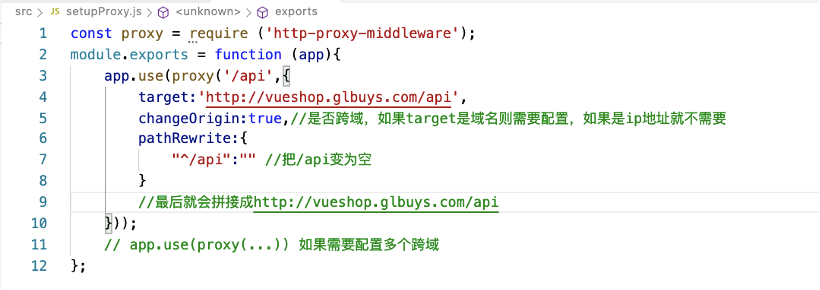 src > JS setupProxy.js > <unknown> > exports
1 const proxy = require ('http-proxy-middleware');
2 module.exports = function (app){
3 app.use(proxy('/api',{
4 target:'http://vueshop.glbuys.com/api',
5 changeOrigin:true,//是否跨域，如果target是域名则需要配置，如果是ip地址就不需要
6 pathRewrite:{
7 "^/api":"" //把/api变为空
8 }
9 //最后就会拼接成http://vueshop.glbuys.com/api
10 }));
11 // app.use(proxy(...)) 如果需要配置多个跨域
12 };